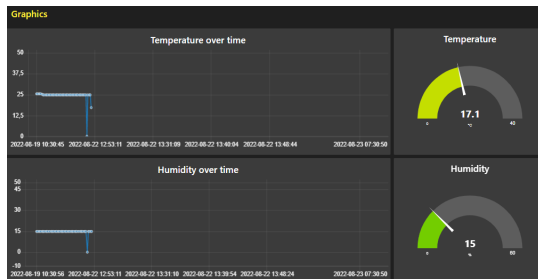 Graphics
Temperature over time
50
37,5
25
12,5
0
2022-08-19 10:30:45 2022-08-22 12:53:11 2022-08-22 13:31:09 2022-08-22 13:40:04 2022-08-22 13:48:44 2022-08-23 07:30:50
Temperature
17.1
0 °C 40
Humidity over time
50
45
30
15
0
-10
2022-08-19 10:30:56 2022-08-22 12:53:11 2022-08-22 13:31:10 2022-08-22 13:39:54 2022-08-22 13:48:24 2022-08-23 07:30:50
Humidity
15
0 % 60